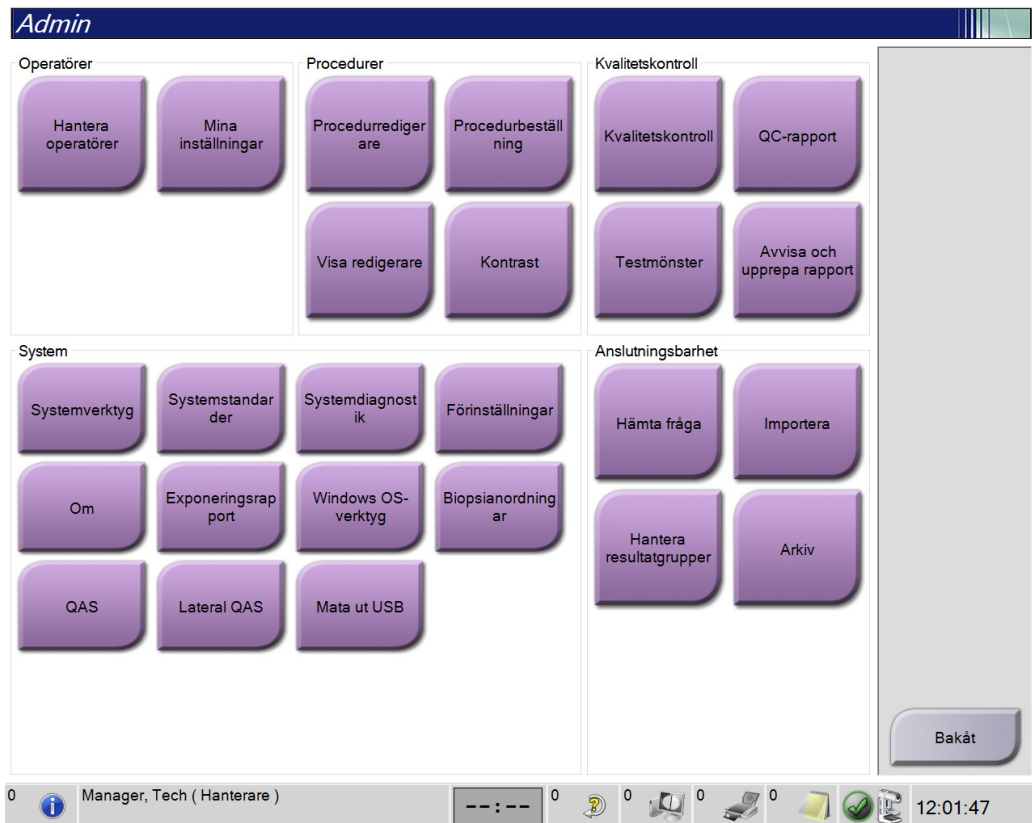 Admin
Operatörer
Hantera
operatörer
Mina
inställningar
Procedurer
Procedurrediger
are
Procedurbeställ
ning
Visa redigerare
Kontrast
Kvalitetskontroll
Kvalitetskontroll
QC-rapport
Testmönster
Avvisa och
upprepa rapport
System
Systemverktyg
Systemstandar
der
Systemdiagnost
ik
Förinställningar
Om
Exponeringsrap
port
Windows OS-
verktyg
Biopsianordning
ar
QAS
Lateral QAS
Mata ut USB
Anslutningsbarhet
Hämta fråga
Importera
Hantera
resultatgrupper
Arkiv
Bakåt
0
Manager, Tech ( Hanterare )
--:--
0
0
0
0
12:01:47